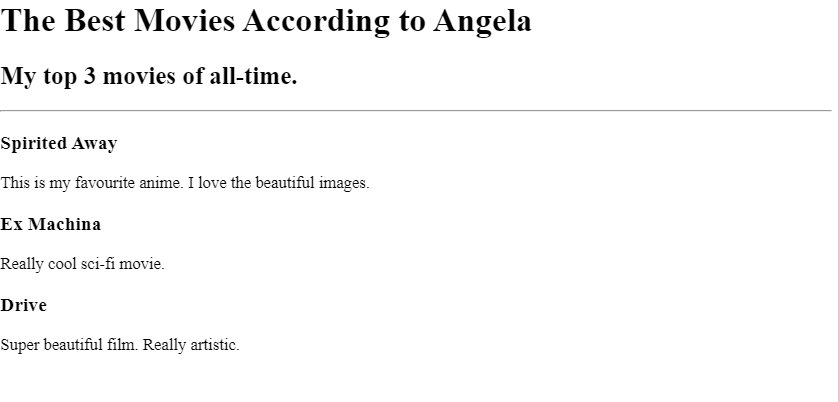 The Best Movies According to Angela
My top 3 movies of all-time.
Spirited Away
This is my favourite anime. I love the beautiful images.
Ex Machina
Really cool sci-fi movie.
Drive
Super beautiful film. Really artistic.